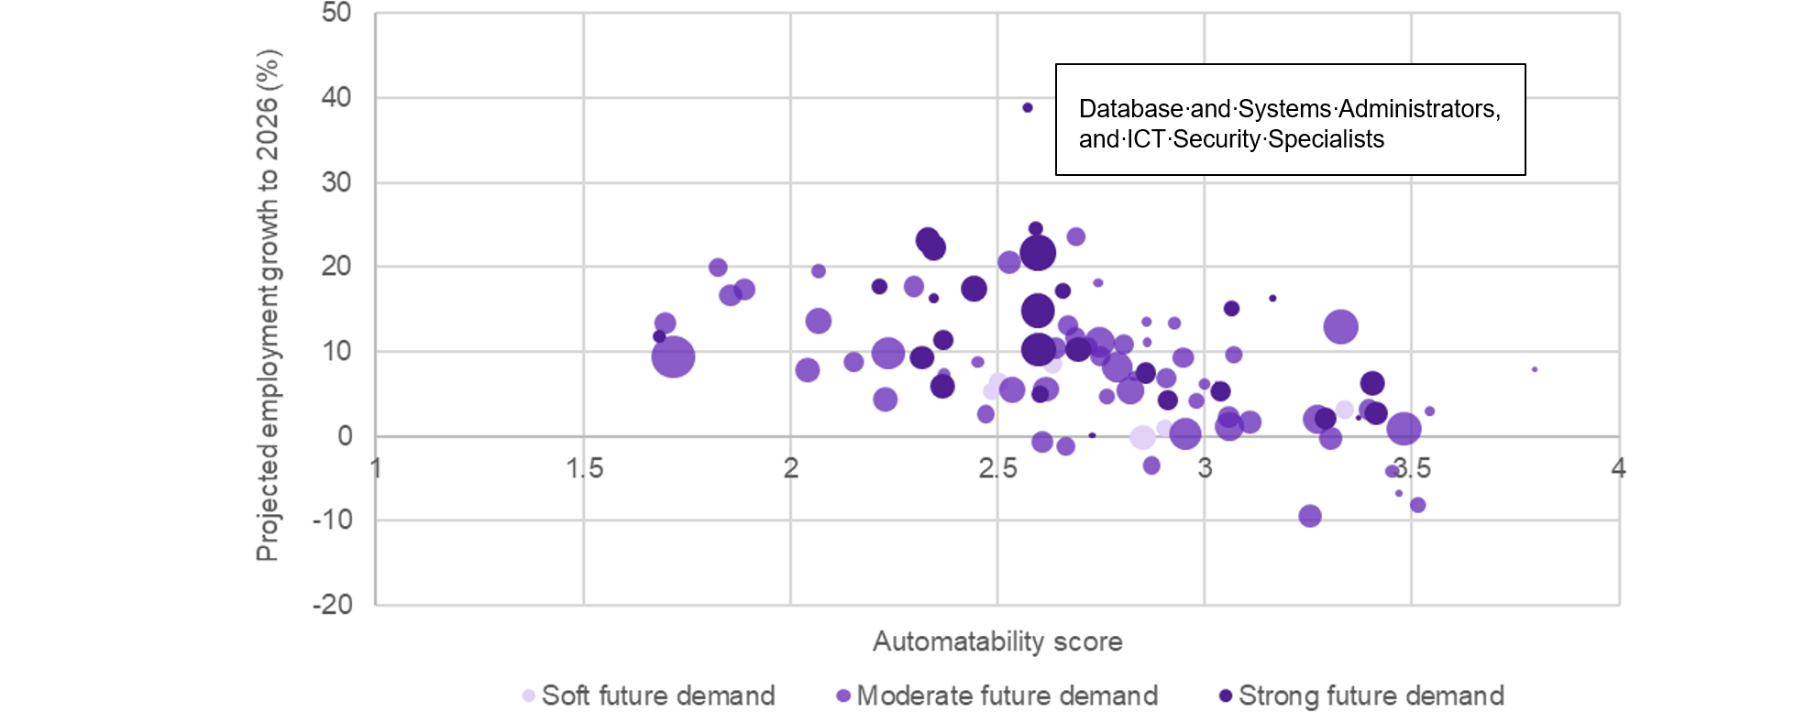 50
40
30
20
10
0
-10
-20
Projected employment growth to 2026 (%)
Database·and·Systems·Administrators,
and·ICT·Security·Specialists
1 1.5 2 2.5 3 3.5 4
Automatability score
Soft future demand Moderate future demand Strong future demand